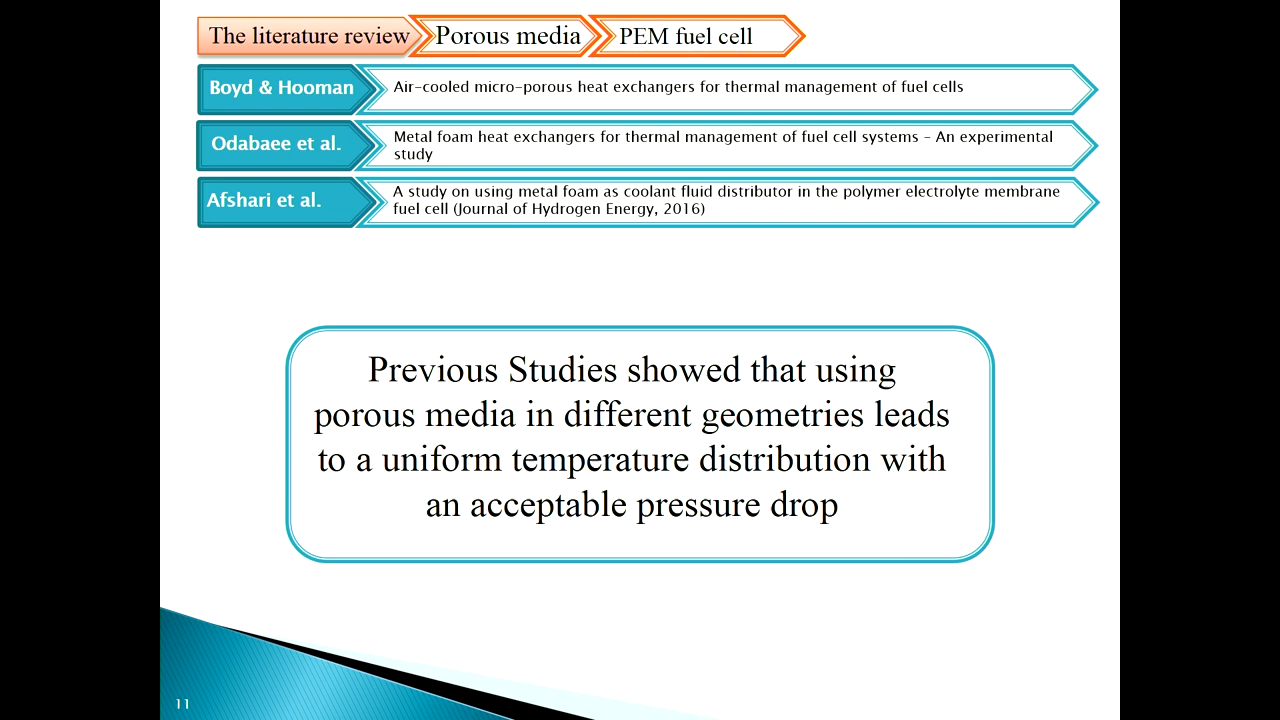 The literature review Porous media PEM fuel cell
Boyd & Hooman
Air-cooled micro-porous heat exchangers for thermal management of fuel cells
Odabaee et al.
Metal foam heat exchangers for thermal management of fuel cell systems – An experimental
study
Afshari et al.
A study on using metal foam as coolant fluid distributor in the polymer electrolyte membrane
fuel cell (Journal of Hydrogen Energy, 2016)
Previous Studies showed that using
porous media in different geometries leads
to a uniform temperature distribution with
an acceptable pressure drop
11